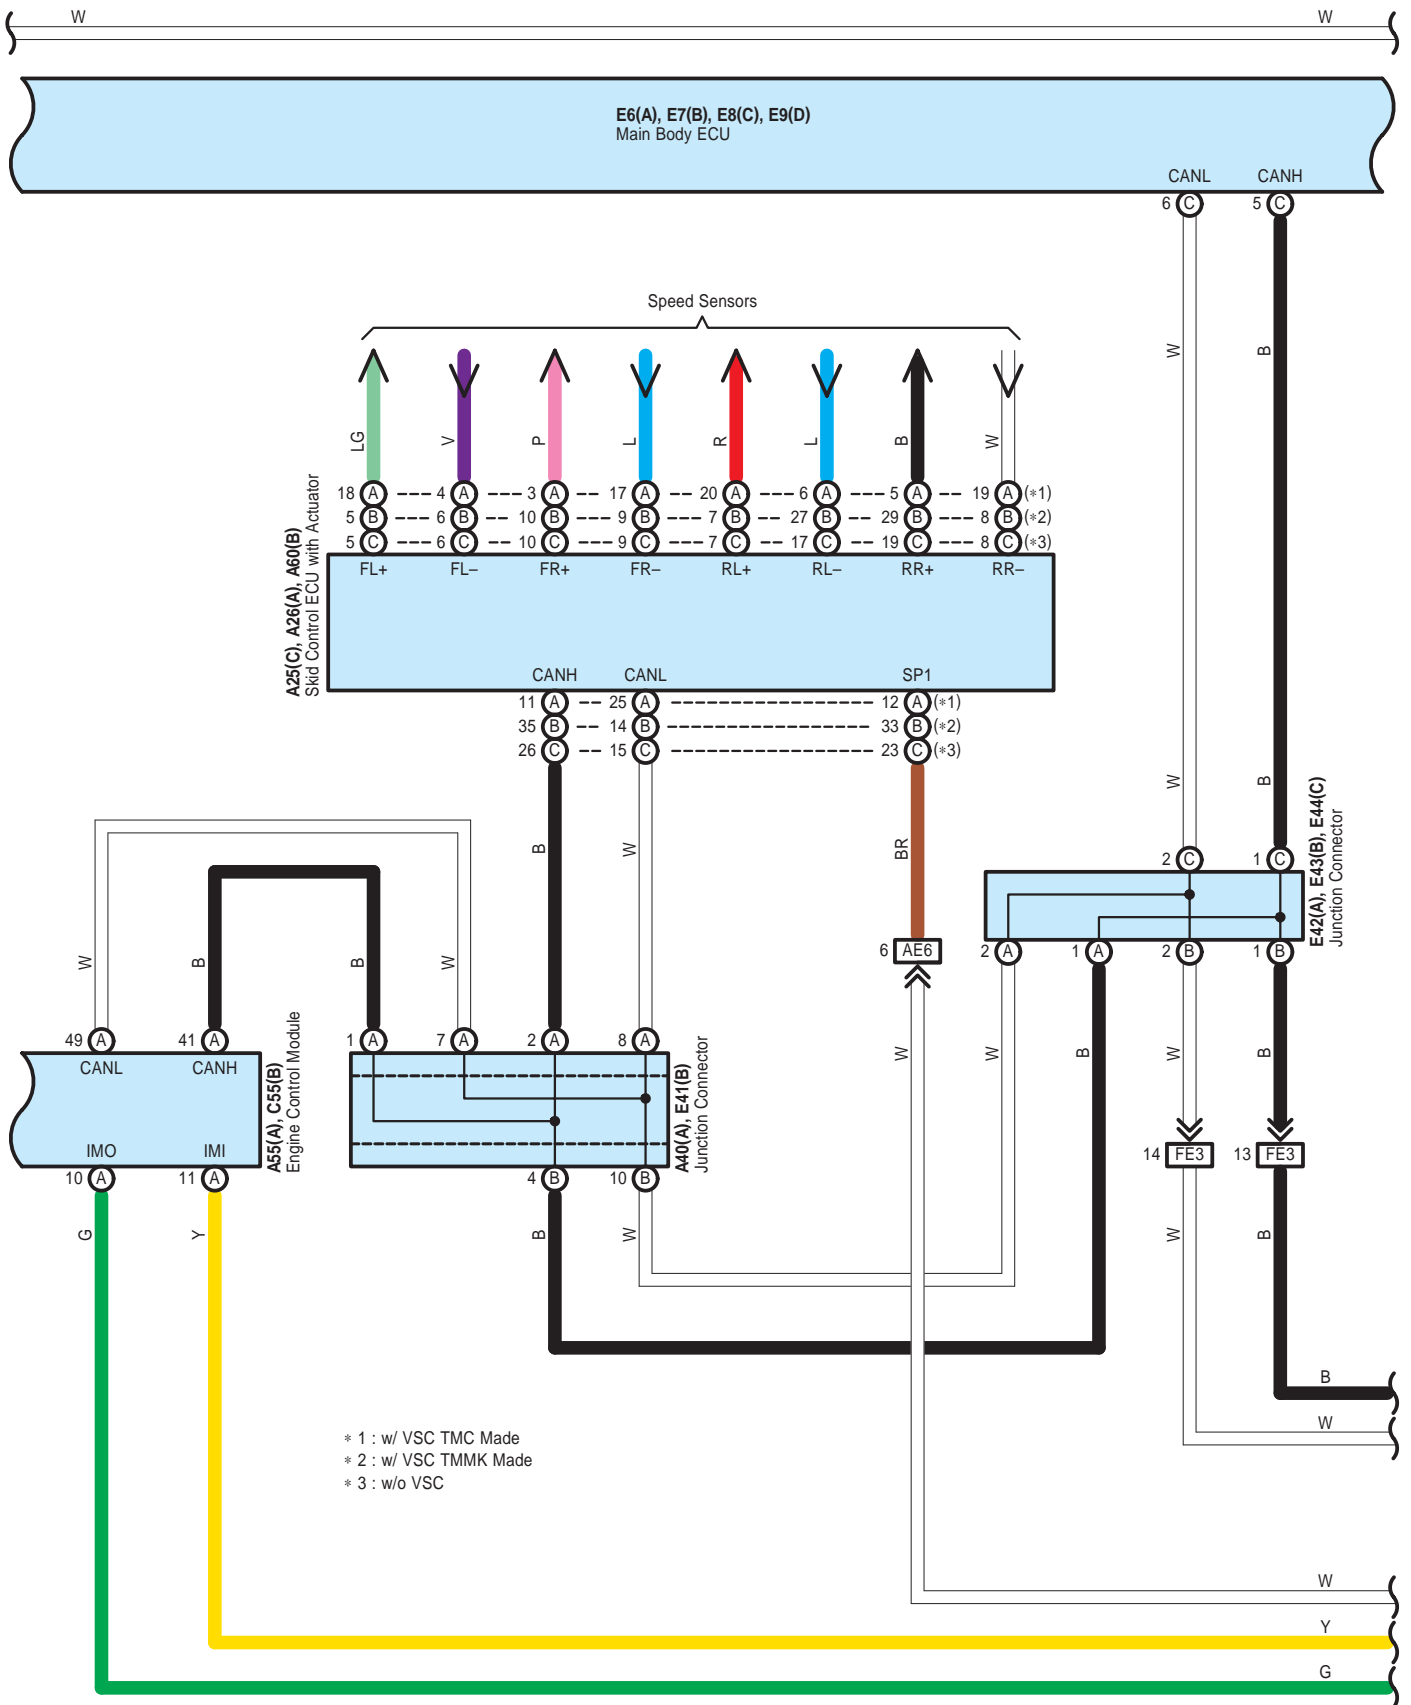 W W
E6(A), E7(B), E8(C), E9(D)
Main Body ECU
CANL CANH
6 C 5 C
Speed Sensors
W B
LG V P L R L B W
18 A 4 A 3 A 17 A 20 A 6 A 5 A 19 A (*1)
5 B 6 B 10 B 9 B 7 B 27 B 29 B 8 B (*2)
5 C 6 C 10 C 9 C 7 C 17 C 19 C 8 C (*3)
FL+ FL– FR+ FR– RL+ RL– RR+ RR–
A25(C), A26(A), A60(B)
Skid Control ECU with Actuator
CANH CANL SP1
11 A 25 A 12 A (*1)
35 B 14 B 33 B (*2)
26 C 15 C 23 C (*3)
W B
B W BR
2 C 1 C
E42(A), E43(B), E44(C)
Junction Connector
6 AE6 2 A 1 A 2 B 1 B
W B B W
49 A 41 A 1 A 7 A 2 A 8 A
W W B W B
CANL CANH
A55(A), C55(B)
Engine Control Module
A40(A), E41(B)
Junction Connector
IMO IMI
14 FE3 13 FE3
10 A 11 A 4 B 10 B
G Y B W W B
B
W
* 1 : w/ VSC TMC Made
* 2 : w/ VSC TMMK Made
* 3 : w/o VSC
W
Y
G